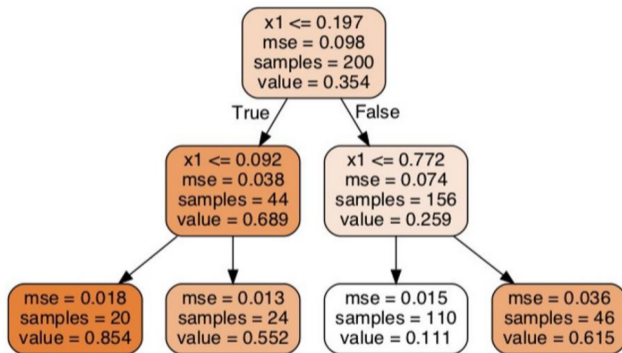 x1 <= 0.197
mse = 0.098
samples = 200
value = 0.354
True
False
x1 <= 0.092
mse = 0.038
samples = 44
value = 0.689
x1 <= 0.772
mse = 0.074
samples = 156
value = 0.259
mse = 0.018
samples = 20
value = 0.854
mse = 0.013
samples = 24
value = 0.552
mse = 0.015
samples = 110
value = 0.111
mse = 0.036
samples = 46
value = 0.615